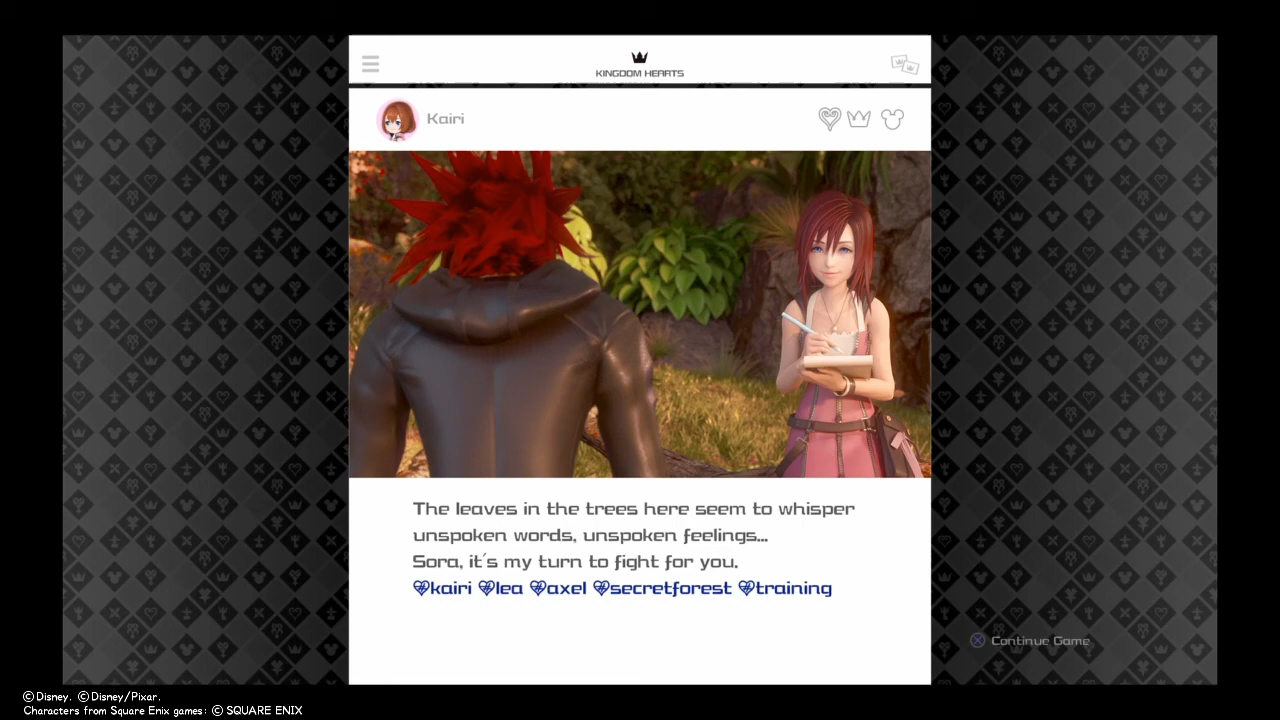 KINGDOM HEARTS
Kairi
The leaves in the trees here seem to whisper
unspoken words, unspoken feelings...
Sora, it's my turn to fight for you.
kairi lea axel secretforest training
Continue Game
©Disney. ©Disney/Pixar.
Characters from Square Enix games: © SQUARE ENIX